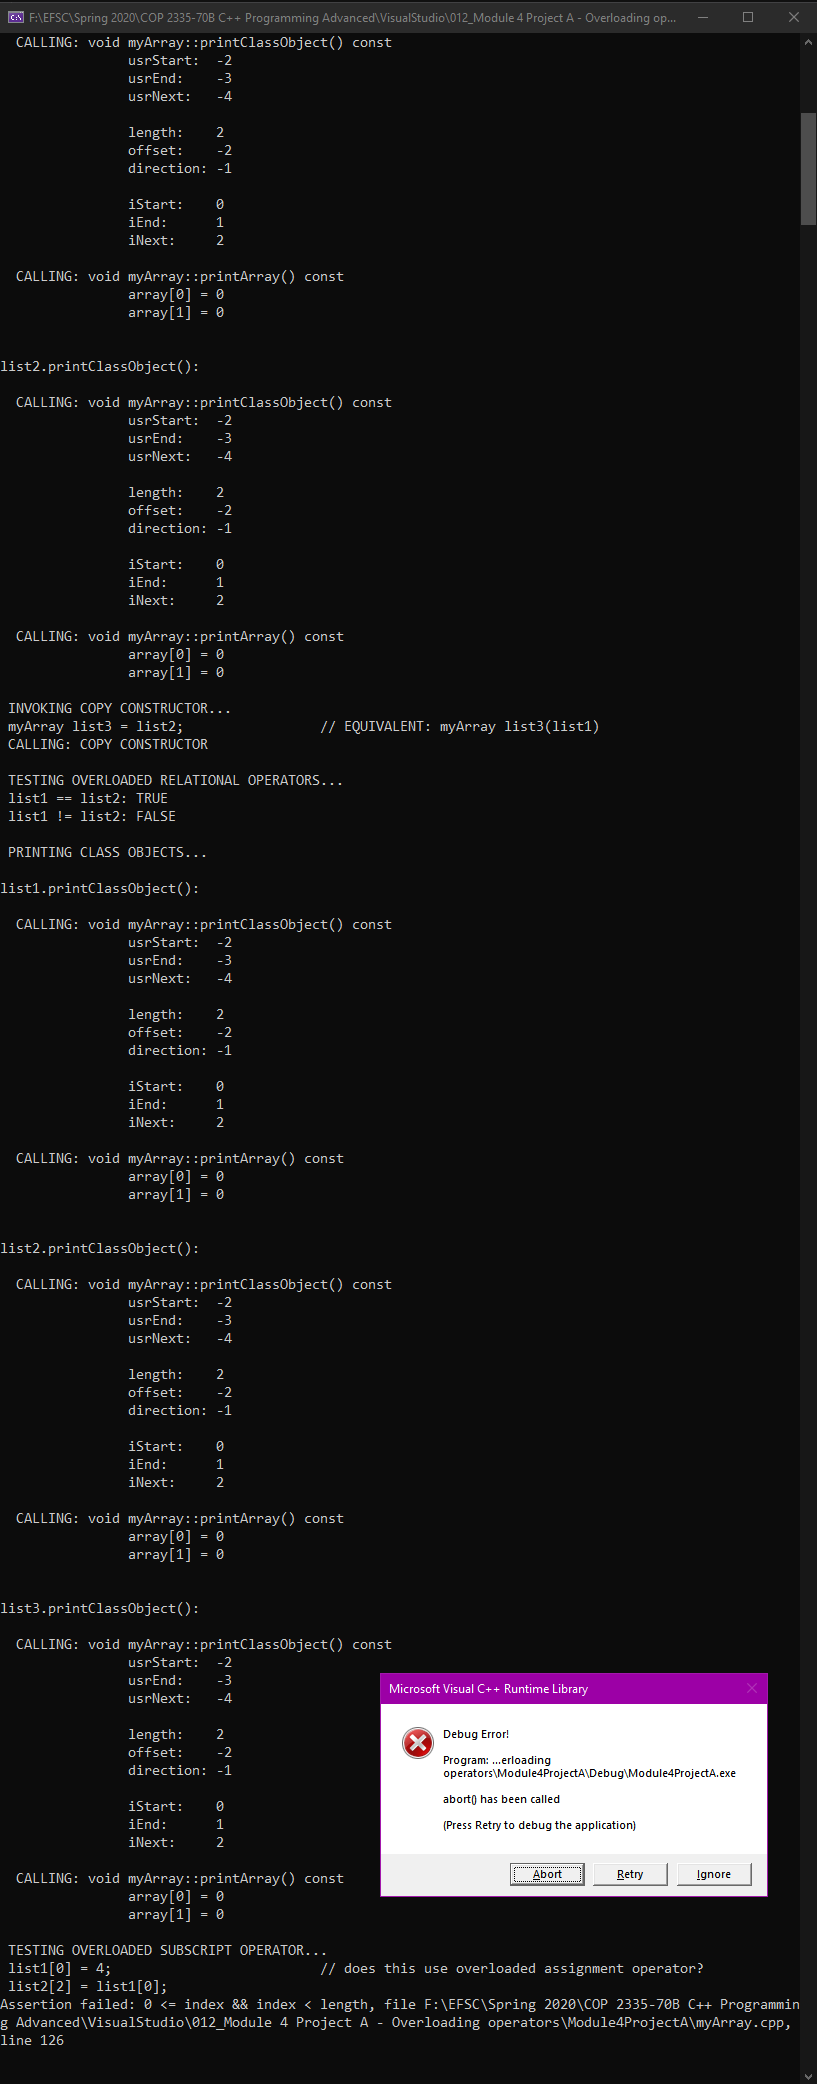 F:\EFSC\Spring 2020\COP 2335-70B C++ Programming Advanced\VisualStudio\012_Module 4 Project A - Overloading op...
CALLING: void myArray::printClassObject() const
usrStart: -2
usrEnd: -3
usrNext: -4
length: 2
offset: -2
direction: -1
iStart: 0
iEnd: 1
iNext: 2
CALLING: void myArray::printArray() const
array[0] = 0
array[1] = 0
list2.printClassObject():
CALLING: void myArray::printClassObject() const
usrStart: -2
usrEnd: -3
usrNext: -4
length: 2
offset: -2
direction: -1
iStart: 0
iEnd: 1
iNext: 2
CALLING: void myArray::printArray() const
array[0] = 0
array[1] = 0
INVOKING COPY CONSTRUCTOR...
myArray list3 = list2; // EQUIVALENT: myArray list3(list1)
CALLING: COPY CONSTRUCTOR
TESTING OVERLOADED RELATIONAL OPERATORS...
list1 == list2: TRUE
list1 != list2: FALSE
PRINTING CLASS OBJECTS...
list1.printClassObject():
CALLING: void myArray::printClassObject() const
usrStart: -2
usrEnd: -3
usrNext: -4
length: 2
offset: -2
direction: -1
iStart: 0
iEnd: 1
iNext: 2
CALLING: void myArray::printArray() const
array[0] = 0
array[1] = 0
list2.printClassObject():
CALLING: void myArray::printClassObject() const
usrStart: -2
usrEnd: -3
usrNext: -4
length: 2
offset: -2
direction: -1
iStart: 0
iEnd: 1
iNext: 2
CALLING: void myArray::printArray() const
array[0] = 0
array[1] = 0
list3.printClassObject():
CALLING: void myArray::printClassObject() const
usrStart: -2
usrEnd: -3
usrNext: -4
length: 2
offset: -2
direction: -1
iStart: 0
iEnd: 1
iNext: 2
CALLING: void myArray::printArray() const
array[0] = 0
array[1] = 0
Microsoft Visual C++ Runtime Library
Debug Error!
Program: ...erloading
operators\Module4ProjectA\Debug\Module4ProjectA.exe
abort() has been called
(Press Retry to debug the application)
Abort Retry Ignore
TESTING OVERLOADED SUBSCRIPT OPERATOR...
list1[0] = 4; // does this use overloaded assignment operator?
list2[2] = list1[0];
Assertion failed: 0 <= index && index < length, file F:\EFSC\Spring 2020\COP 2335-70B C++ Programmin
g Advanced\VisualStudio\012_Module 4 Project A - Overloading operators\Module4ProjectA\myArray.cpp,
line 126